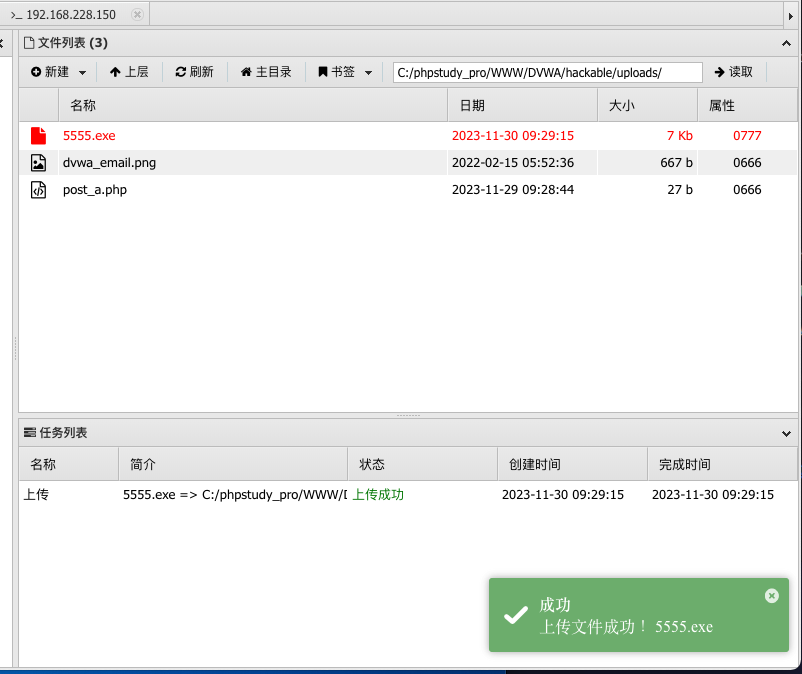 >_ 192.168.228.150
文件列表 (3)
新建 上层 刷新 主目录 书签 C:/phpstudy_pro/WWW/DVWA/hackable/uploads/ 读取
名称 日期 大小 属性
5555.exe 2023-11-30 09:29:15 7 Kb 0777
dvwa_email.png 2022-02-15 05:52:36 667 b 0666
post_a.php 2023-11-29 09:28:44 27 b 0666
任务列表
名称 简介 状态 创建时间 完成时间
上传 5555.exe => C:/phpstudy_pro/WWW/D 上传成功 2023-11-30 09:29:15 2023-11-30 09:29:15
成功
上传文件成功！ 5555.exe